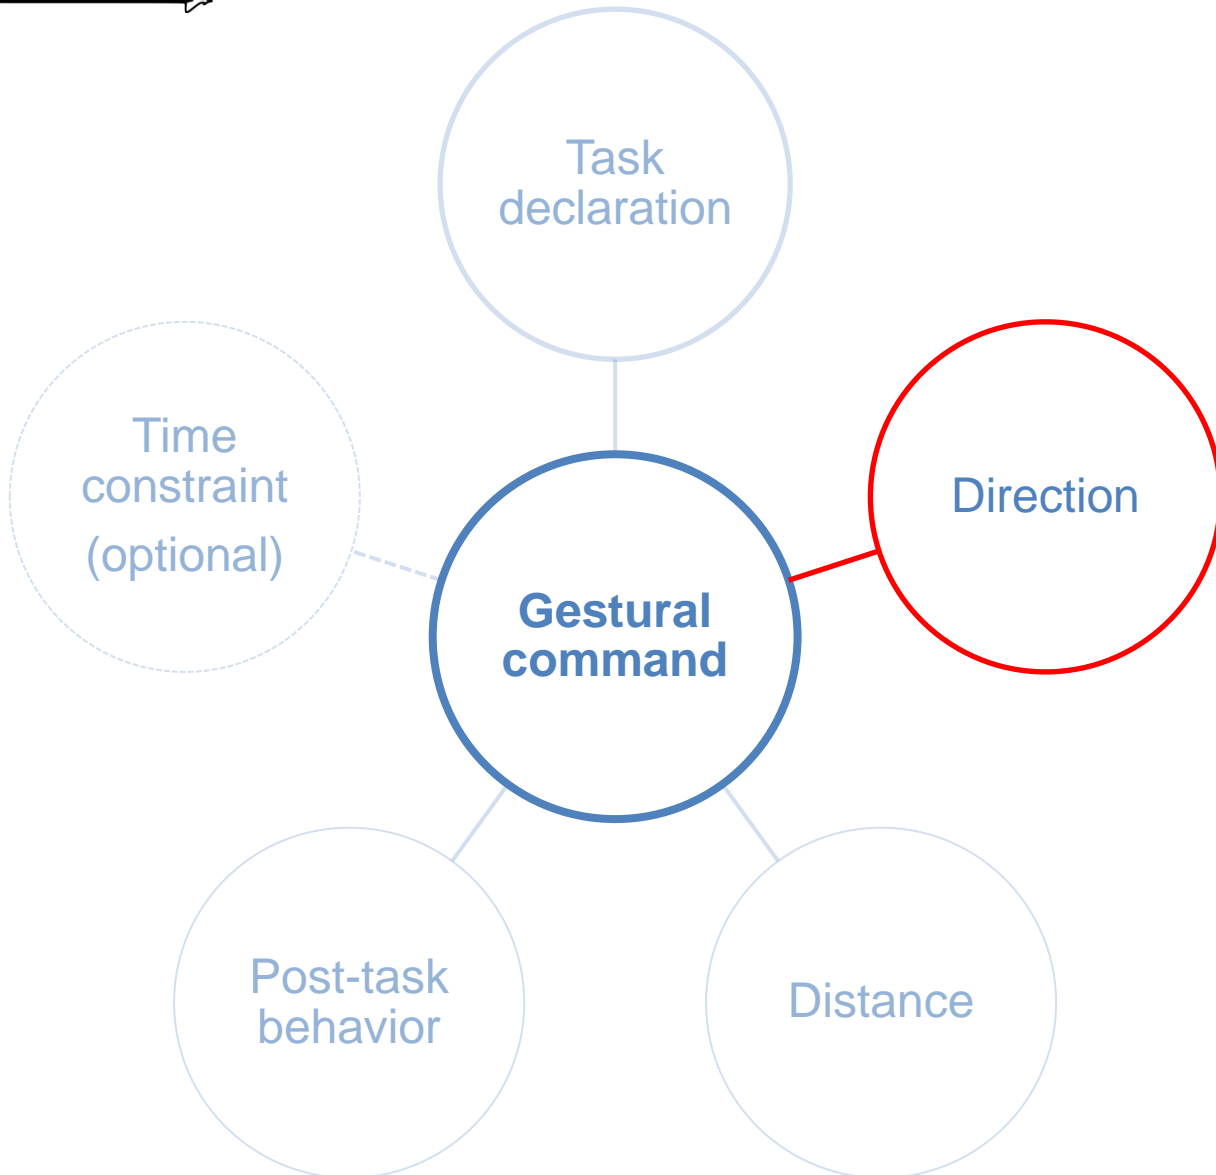 Task
declaration
Time
constraint
(optional)
Direction
Gestural
command
Post-task
behavior
Distance